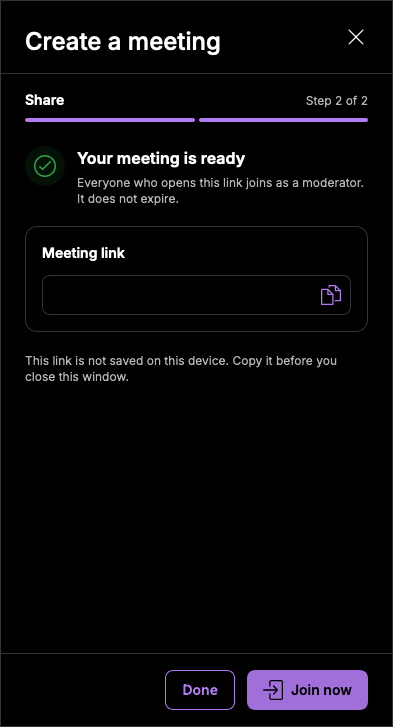 Create a meeting
Share
Step 2 of 2
Your meeting is ready
Everyone who opens this link joins as a moderator.
It does not expire.
Meeting link
This link is not saved on this device. Copy it before you
close this window.
Done
Join now